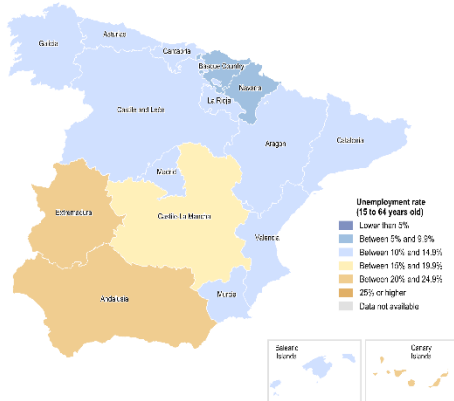 Galicia
Asturias
Cantabria
Basque Country
Navarra
La Rioja
Castile and León
Aragon
Catalonia
Madrid
Extremadura
Castile-La Mancha
Valencia
Andalusia
Murcia
Unemployment rate
(15 to 64 years old)
Lower than 5%
Between 5% and 9.9%
Between 10% and 14.9%
Between 15% and 19.9%
Between 20% and 24.9%
25% or higher
Data not available
Balearic
Islands
Canary
Islands